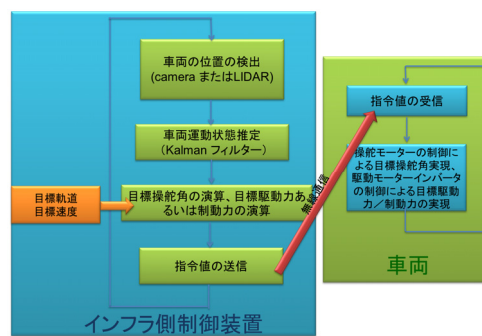 車両の位置の検出
(camera またはLIDAR)
車両運動状態推定
（Kalman フィルター）
目標軌道
目標速度
目標操舵角の演算、目標駆動力あ
るいは制動力の演算
指令値の送信
インフラ側制御装置
無線通信
指令値の受信
操舵モーターの制御によ
る目標操舵角実現、
駆動モーターインバータ
の制御による目標駆動
力／制動力の実現
車両